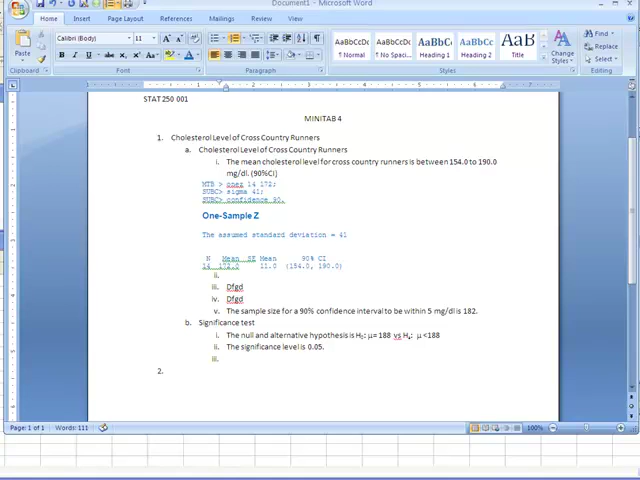 Document1 - Microsoft Word
Home Insert Page Layout References Mailings Review View
Paste
Clipboard
Calibri (Body) 11
Font
Paragraph
AaBbCcDc AaBbCcDc AaBbC AaBbCc AaB
¶ Normal ¶ No Spaci... Heading 1 Heading 2 Title
Styles
Change Styles
Find
Replace
Select
Editing
STAT 250 001
MINITAB 4
1. Cholesterol Level of Cross Country Runners
a. Cholesterol Level of Cross Country Runners
i. The mean cholesterol level for cross country runners is between 154.0 to 190.0
mg/dl. (90%CI)
MTB > onez 14 172;
SUBC> sigma 41;
SUBC> confidence 90.
One-Sample Z
The assumed standard deviation = 41
N Mean SE Mean 90% CI
14 172.0 11.0 (154.0, 190.0)
ii.
iii. Dfgd
iv. Dfgd
v. The sample size for a 90% confidence interval to be within 5 mg/dl is 182.
b. Significance test
i. The null and alternative hypothesis is H₀: μ= 188 vs Hₐ: μ <188
ii. The significance level is 0.05.
iii.
2.
Page: 1 of 1 Words: 111 100%